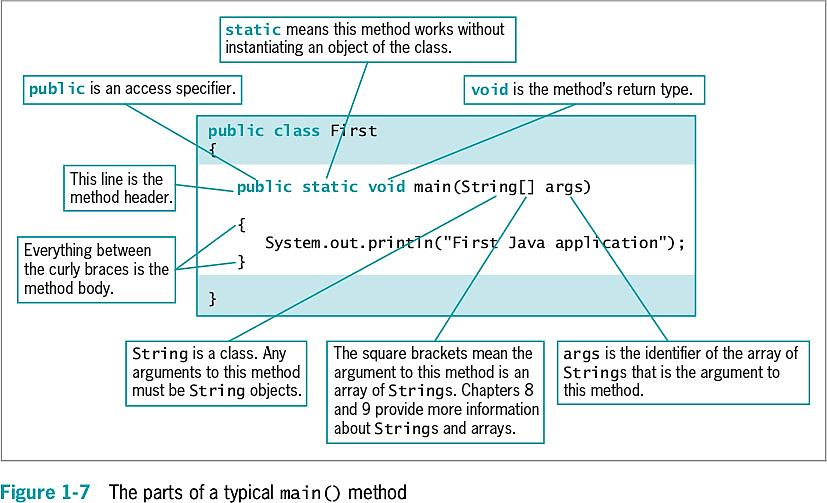 static means this method works without
instantiating an object of the class.
public is an access specifier.
void is the method's return type.
public class First
{
This line is the
method header.
public static void main(String[] args)
{
System.out.println("First Java application");
}
Everything between
the curly braces is the
method body.
}
String is a class. Any
arguments to this method
must be String objects.
The square brackets mean the
argument to this method is an
array of Strings. Chapters 8
and 9 provide more information
about Strings and arrays.
args is the identifier of the array of
Strings that is the argument to
this method.
Figure 1-7 The parts of a typical main() method